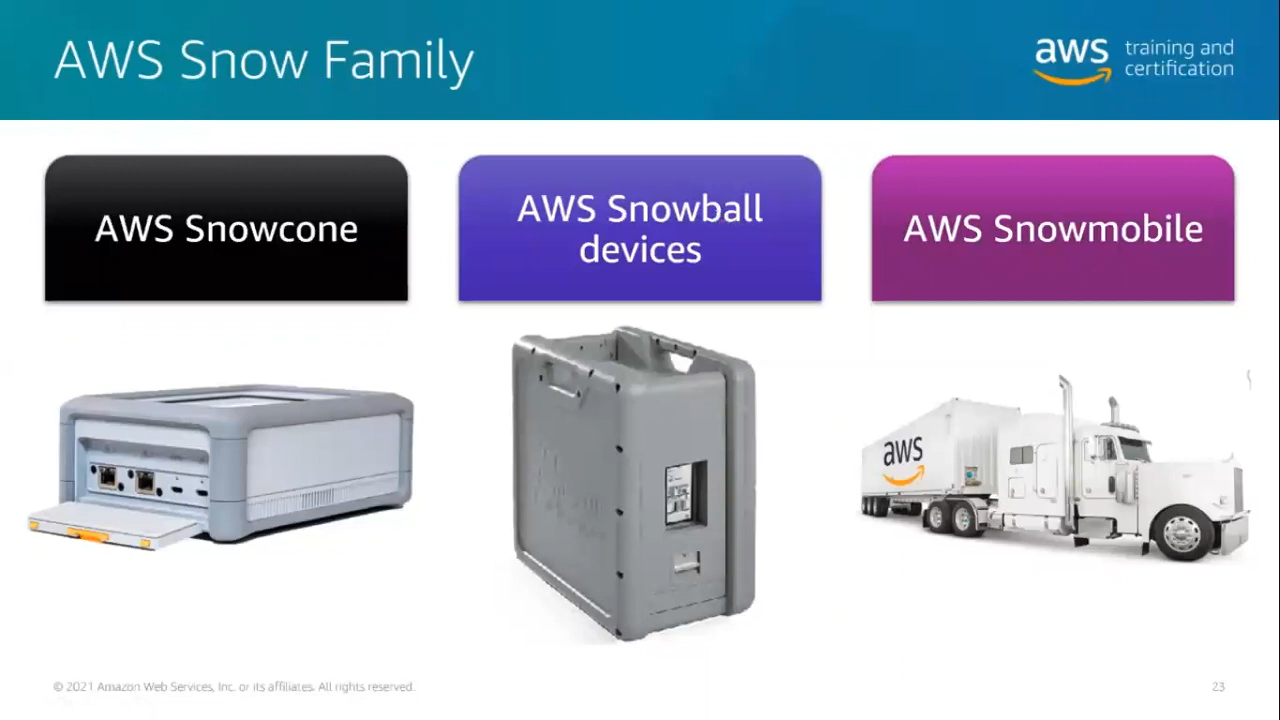 AWS Snow Family
aws
training and
certification
AWS Snowcone
AWS Snowball
devices
AWS Snowmobile
aws
© 2021 Amazon Web Services, Inc. or its affiliates. All rights reserved.
23